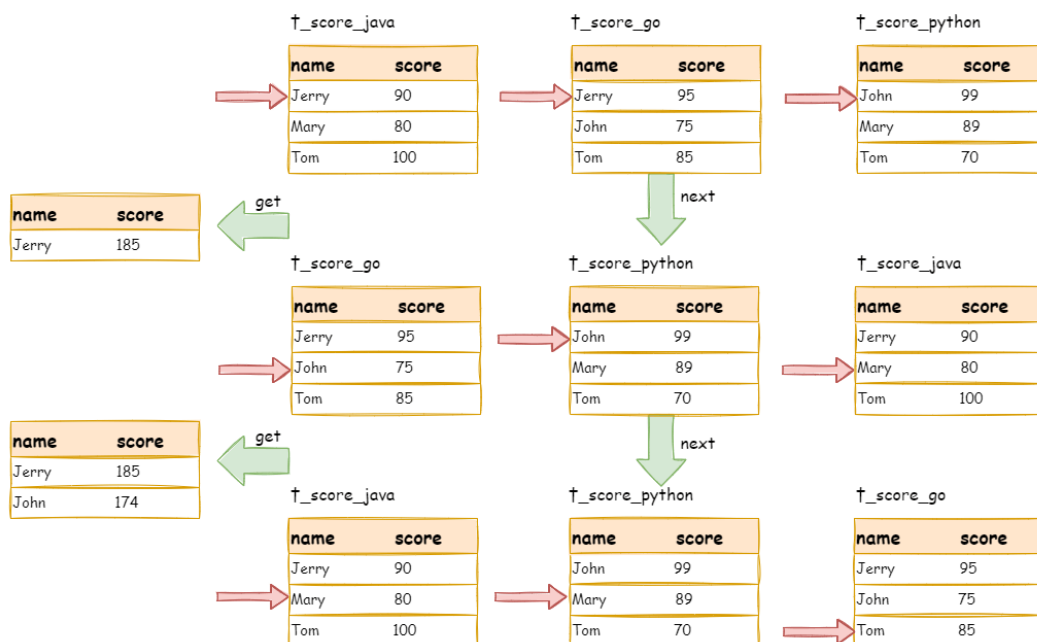 t_score_java t_score_go t_score_python
name score name score name score
Jerry 90 Jerry 95 John 99
Mary 80 John 75 Mary 89
Tom 100 Tom 85 Tom 70
get next
name score
Jerry 185
t_score_go t_score_python t_score_java
name score name score name score
Jerry 95 John 99 Jerry 90
John 75 Mary 89 Mary 80
Tom 85 Tom 70 Tom 100
get next
name score
Jerry 185
John 174
t_score_java t_score_python t_score_go
name score name score name score
Jerry 90 John 99 Jerry 95
Mary 80 Mary 89 John 75
Tom 100 Tom 70 Tom 85